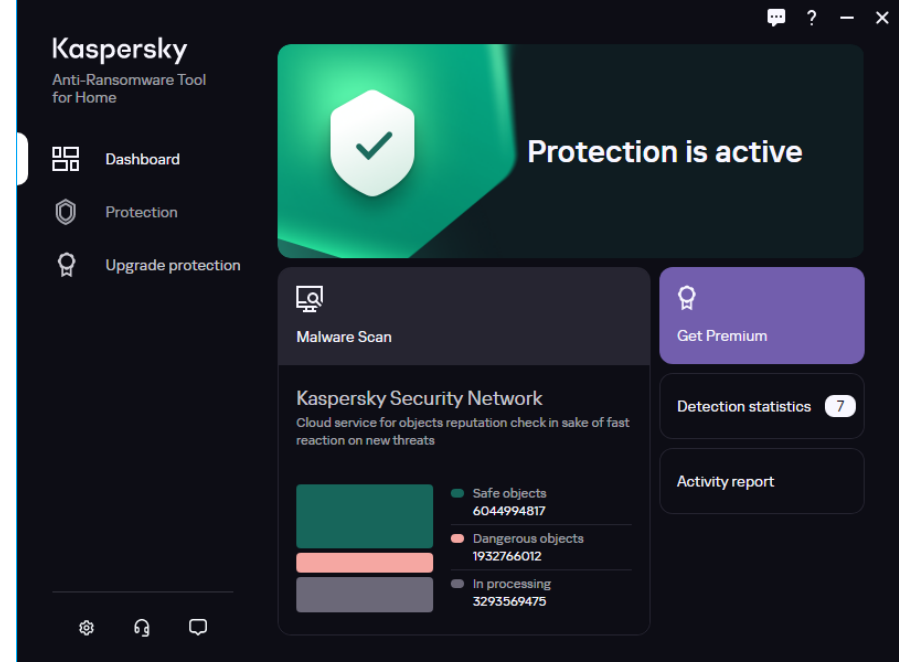 ?
Kaspersky
Anti-Ransomware Tool
for Home
Dashboard
Protection
Upgrade protection
Protection is active
Malware Scan
Get Premium
Kaspersky Security Network
Cloud service for objects reputation check in sake of fast
reaction on new threats
Safe objects
6044994817
Dangerous objects
1932766012
In processing
3293569475
Detection statistics 7
Activity report